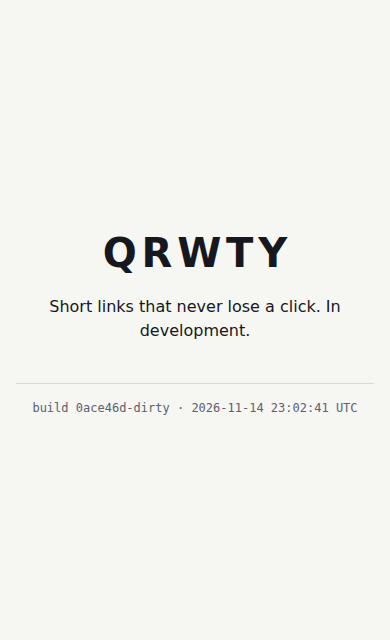 QRWTY
Short links that never lose a click. In
development.
build 0ace46d-dirty · 2026-11-14 23:02:41 UTC